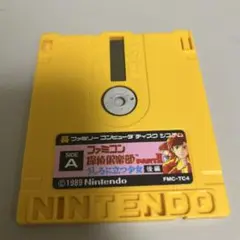 ファミリー コンピュータ ディスク システム
SIDE
A
ファミコン
探偵倶楽部 PARTII
うしろに立つ少女 後編
©1989 Nintendo
FMC-TC4
NINTENDO